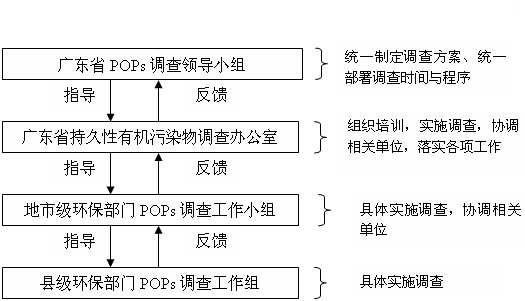 广东省 POPs 调查领导小组
统一制定调查方案、统一
部署调查时间与程序
指导
反馈
广东省持久性有机污染物调查办公室
组织培训，实施调查，协调
相关单位，落实各项工作
指导
反馈
地市级环保部门 POPs 调查工作小组
具体实施调查，协调相关
单位
指导
反馈
县级环保部门 POPs 调查工作组
具体实施调查